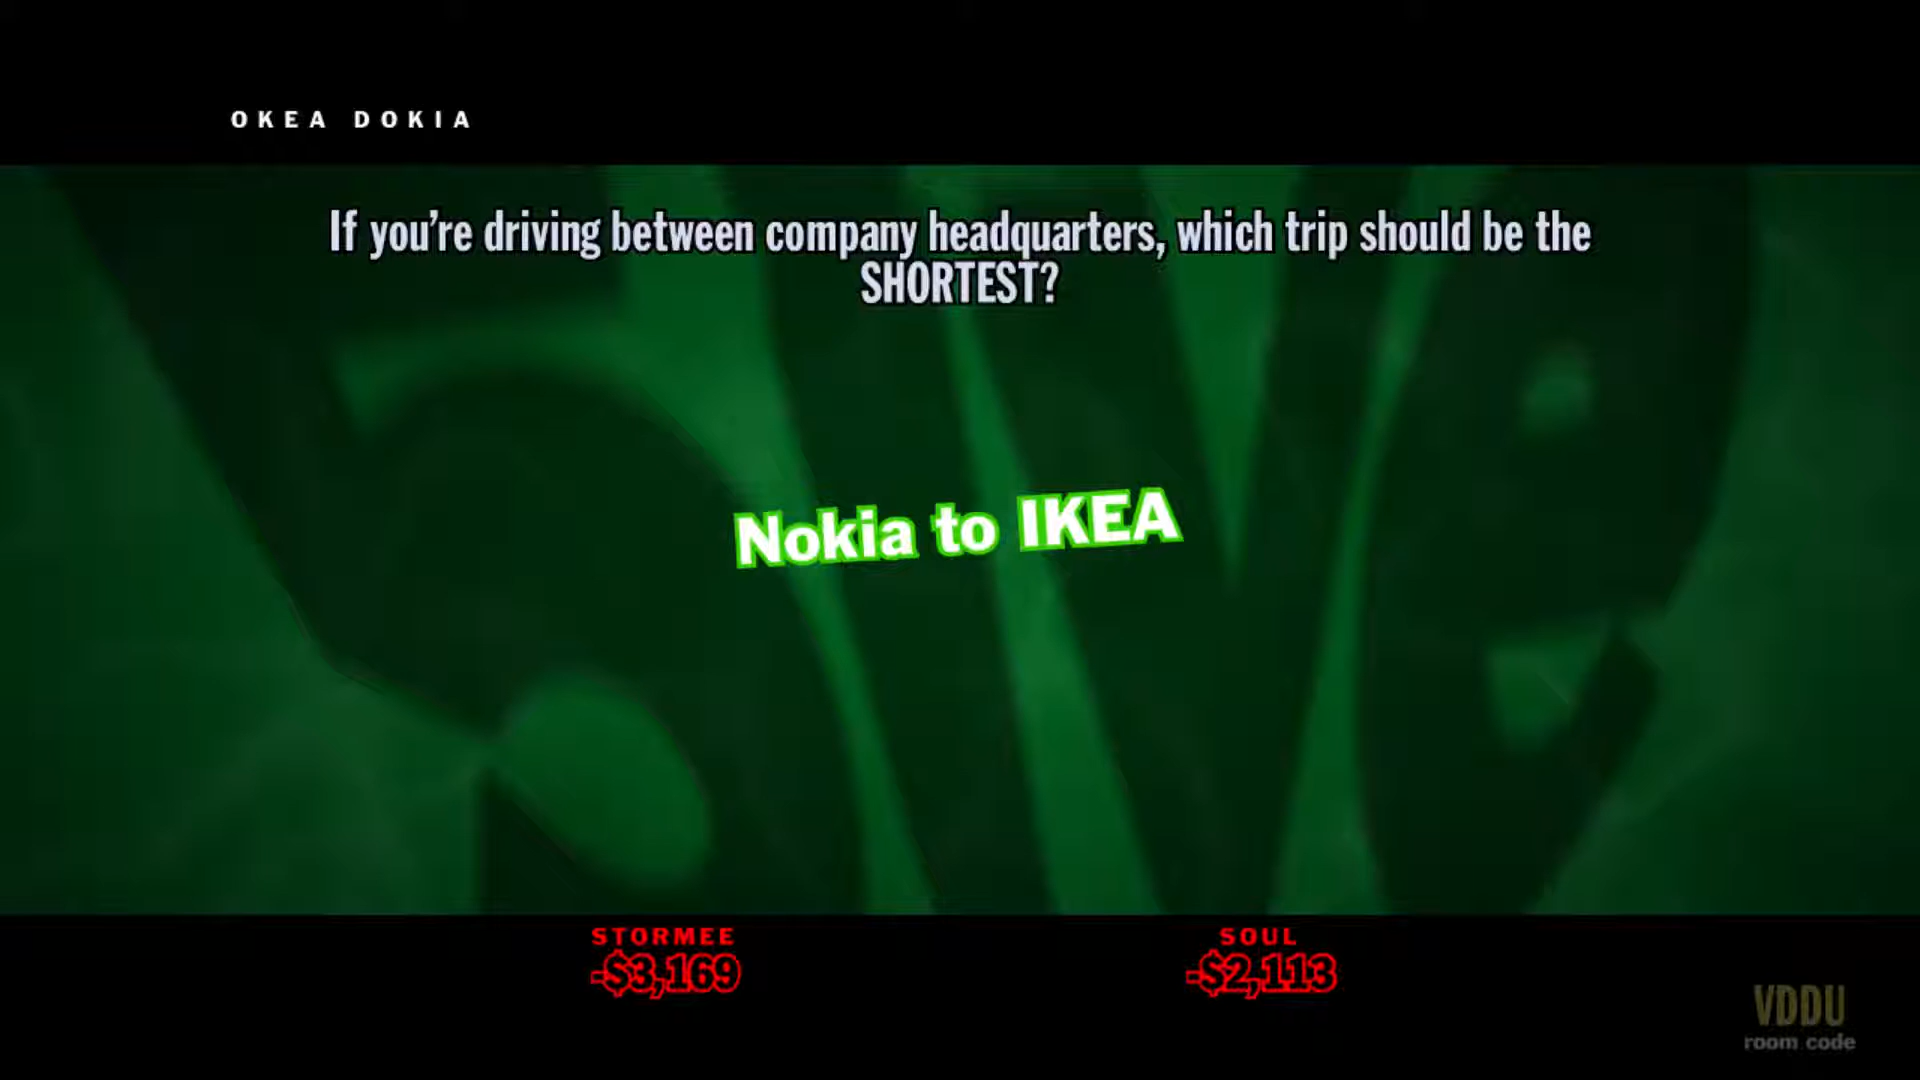 OKEA DOKIA
If you're driving between company headquarters, which trip should be the
SHORTEST?
Nokia to IKEA
STORMEE
-$3,169
SOUL
-$2,113
VDDU
room code